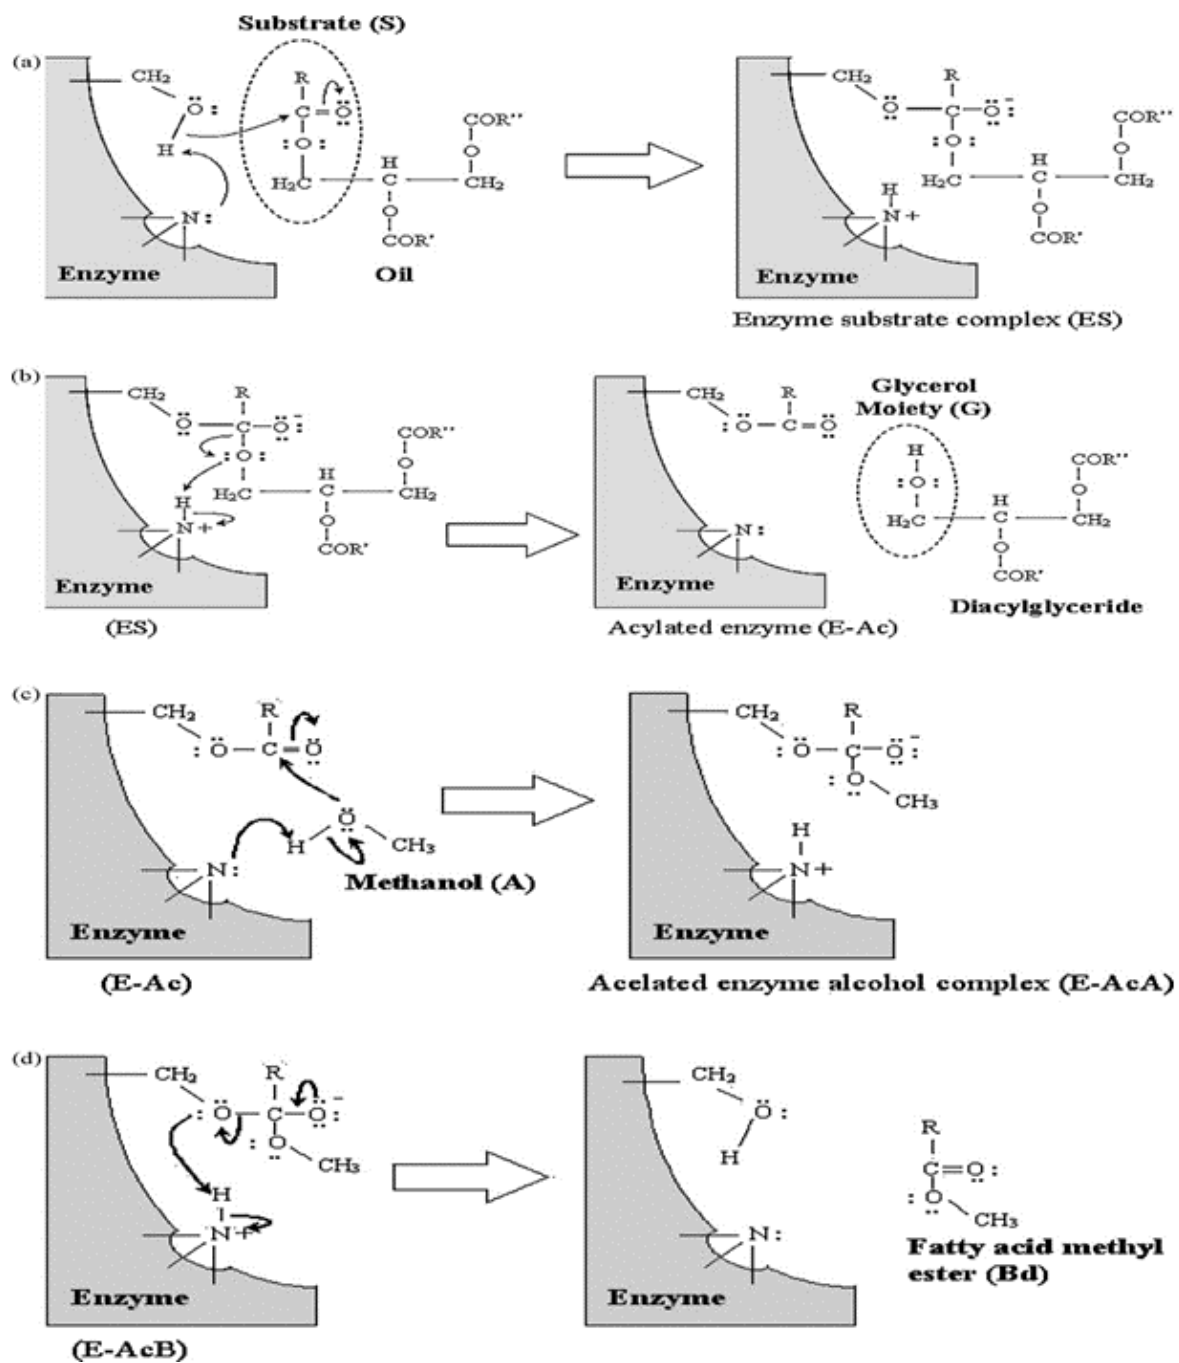 Substrate (S)
(a)
CH₂
R
Ö:
C=Ö
H
:O:
COR''
O
H
H₂C
C
CH₂
N:
O
COR'
Enzyme
Oil
CH₂
R
Ö
C
Ö:⁻
:O:
COR''
O
H
H
H₂C
C
CH₂
N+
O
COR'
Enzyme substrate complex (ES)
(b)
CH₂
R
Ö
C
Ö:⁻
O:
COR''
O
H
H
H₂C
C
CH₂
N+
O
COR'
Enzyme
(ES)
CH₂
R
:Ö
C=Ö
Glycerol
Moiety (G)
H
:O:
COR''
O
H
H₂C
C
CH₂
N:
O
COR'
Enzyme
Diacylglyceride
Acylated enzyme (E-Ac)
(c)
CH₂
R
:Ö
C=Ö
Ö
H
CH₃
N:
Methanol (A)
Enzyme
(E-Ac)
CH₂
R
:Ö
C
Ö:⁻
:O
CH₃
H
N+
Enzyme
Acelated enzyme alcohol complex (E-AcA)
(d)
CH₂
R
:Ö
C
Ö:⁻
:O
CH₃
H
N+
Enzyme
(E-AcB)
CH₂
Ö:
H
R
C=O:
:O
CH₃
N:
Enzyme
Fatty acid methyl
ester (Bd)